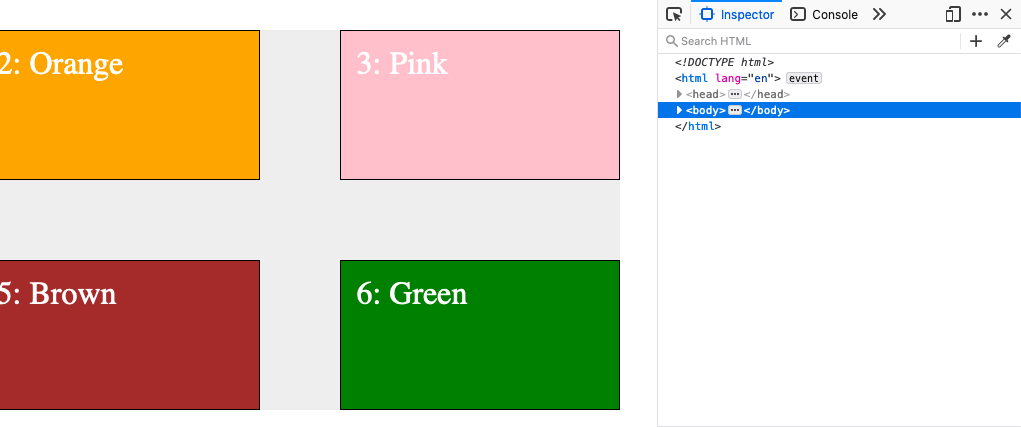 2: Orange
3: Pink
5: Brown
6: Green
Inspector Console
Search HTML
<!DOCTYPE html>
<html lang="en"> event
<head> ··· </head>
<body> ··· </body>
</html>